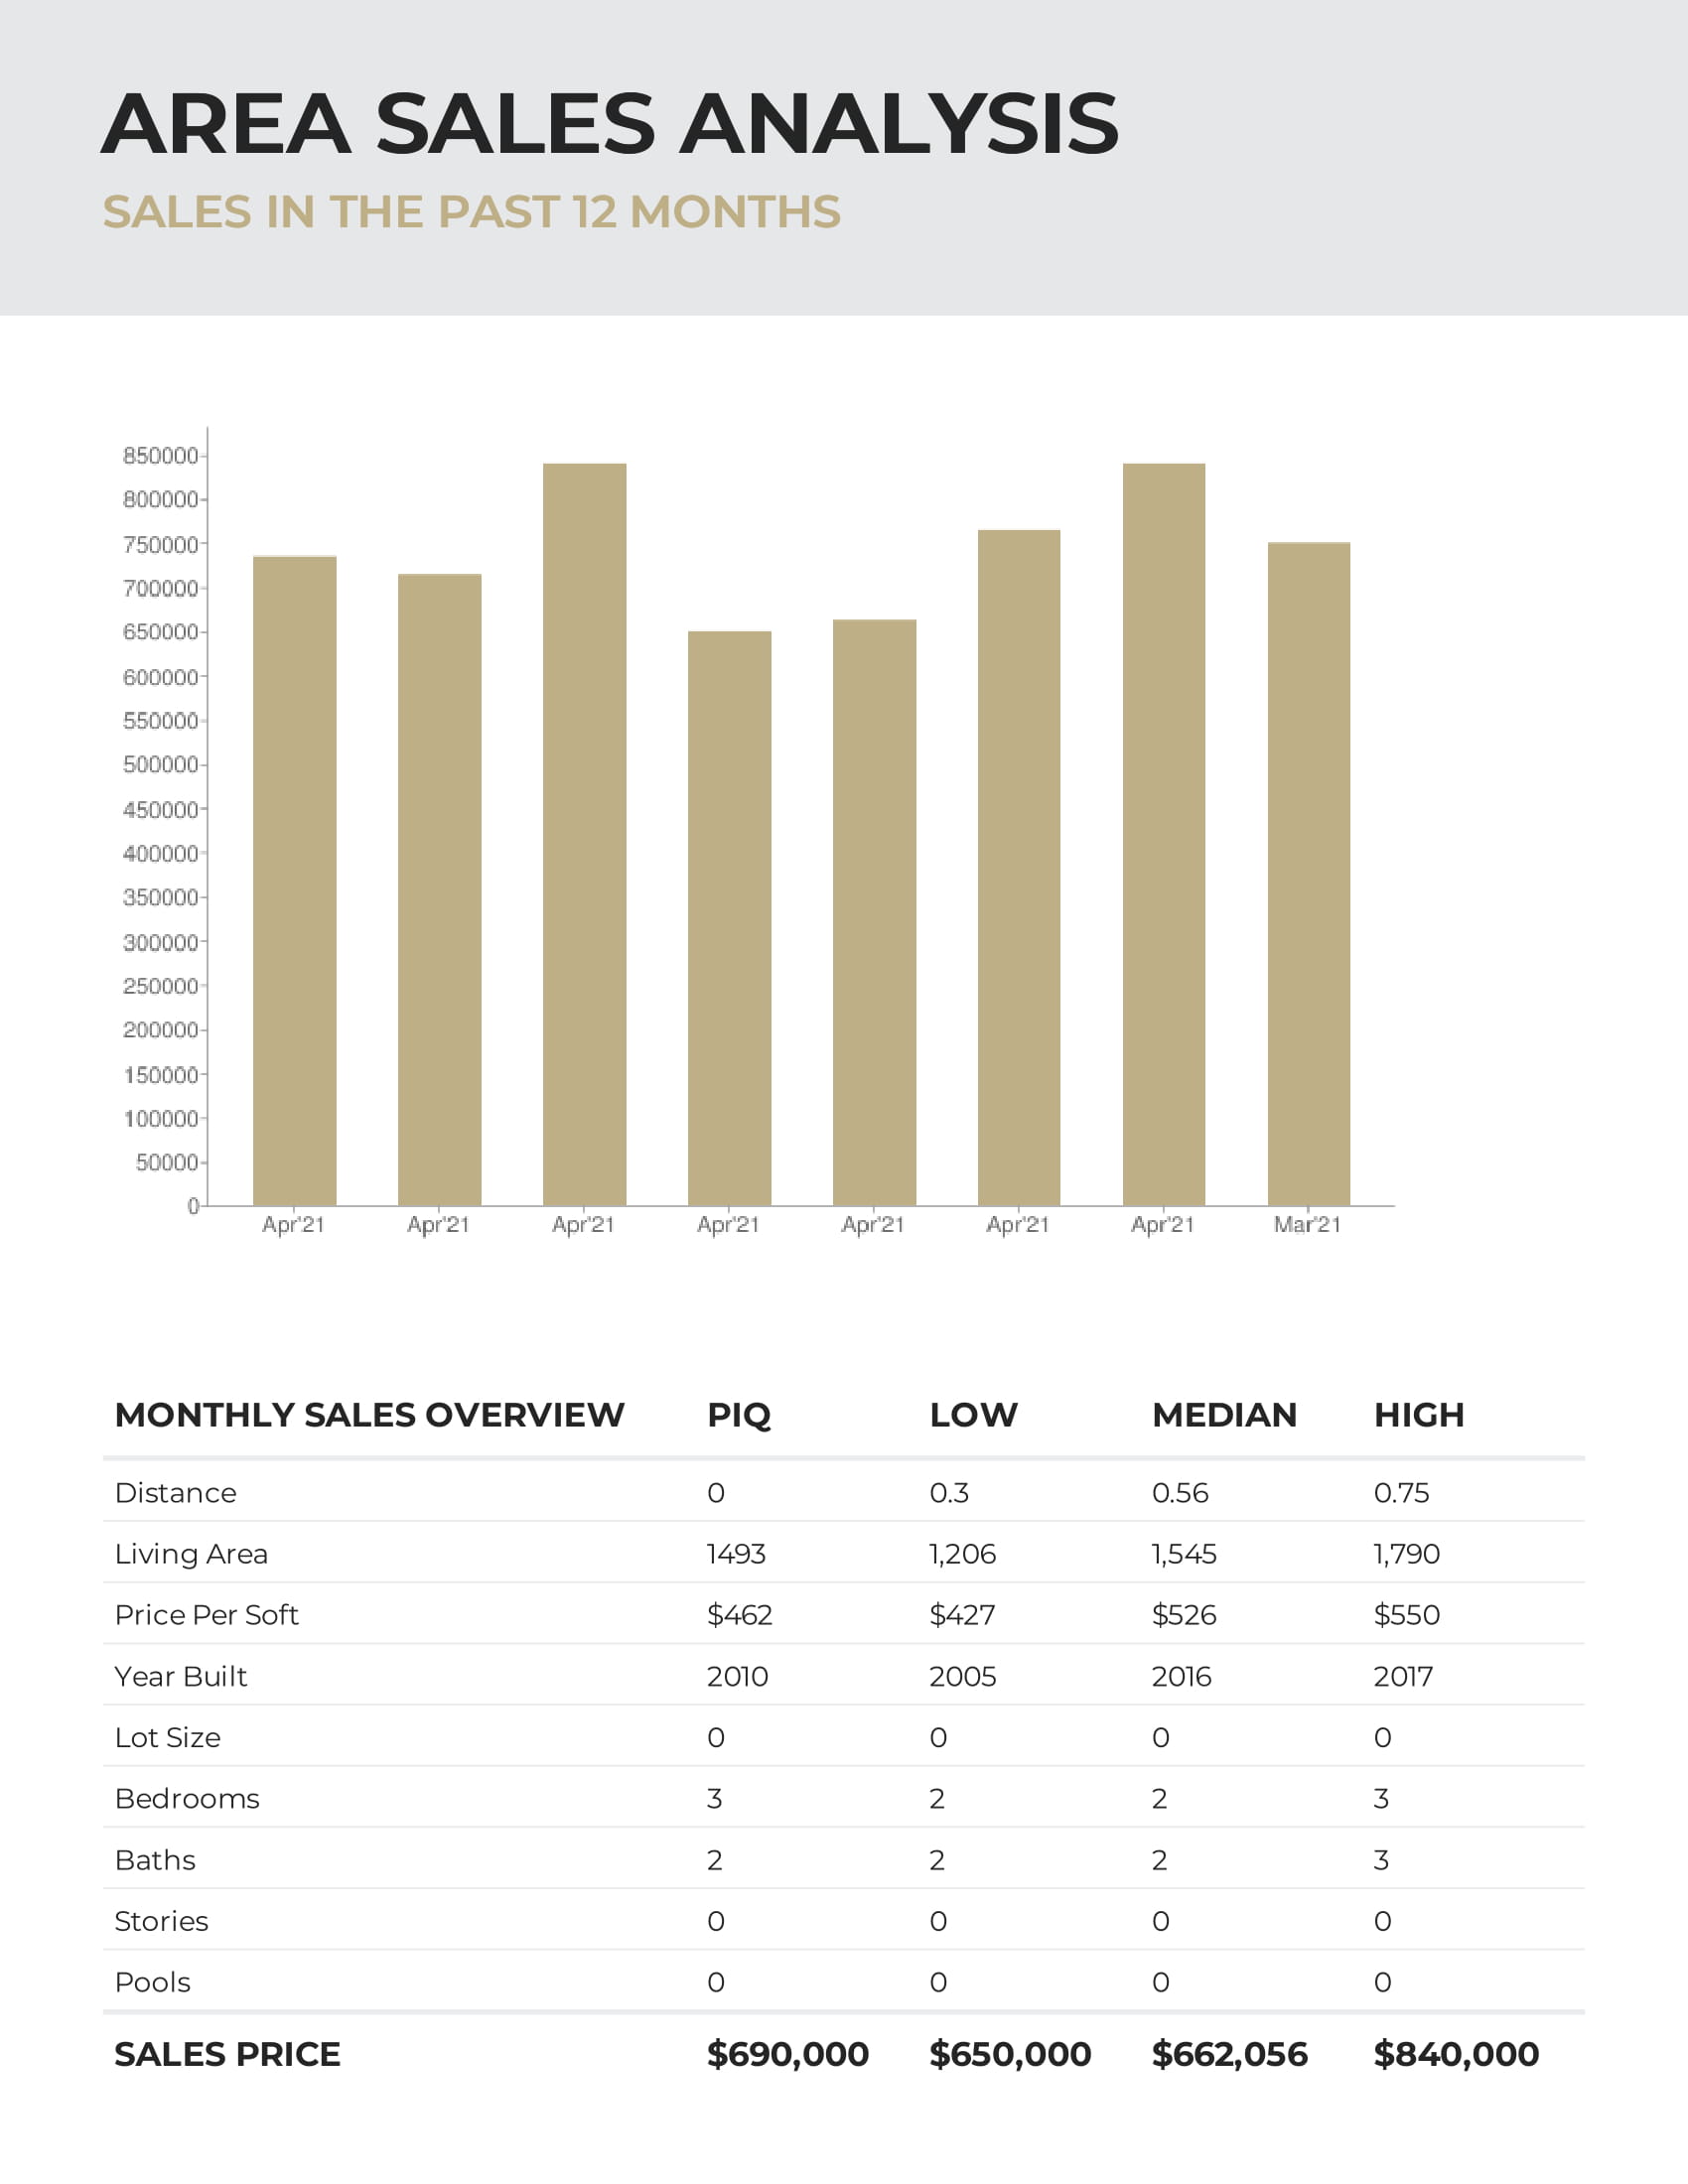 AREA SALES ANALYSIS
SALES IN THE PAST 12 MONTHS
850000
800000
750000
700000
650000
600000
550000
500000
450000
400000
350000
300000
250000
200000
150000
100000
50000
0
Apr'21 Apr'21 Apr'21 Apr'21 Apr'21 Apr'21 Apr'21 Mar'21
MONTHLY SALES OVERVIEW PIQ LOW MEDIAN HIGH
Distance 0 0.3 0.56 0.75
Living Area 1493 1,206 1,545 1,790
Price Per Soft $462 $427 $526 $550
Year Built 2010 2005 2016 2017
Lot Size 0 0 0 0
Bedrooms 3 2 2 3
Baths 2 2 2 3
Stories 0 0 0 0
Pools 0 0 0 0
SALES PRICE $690,000 $650,000 $662,056 $840,000